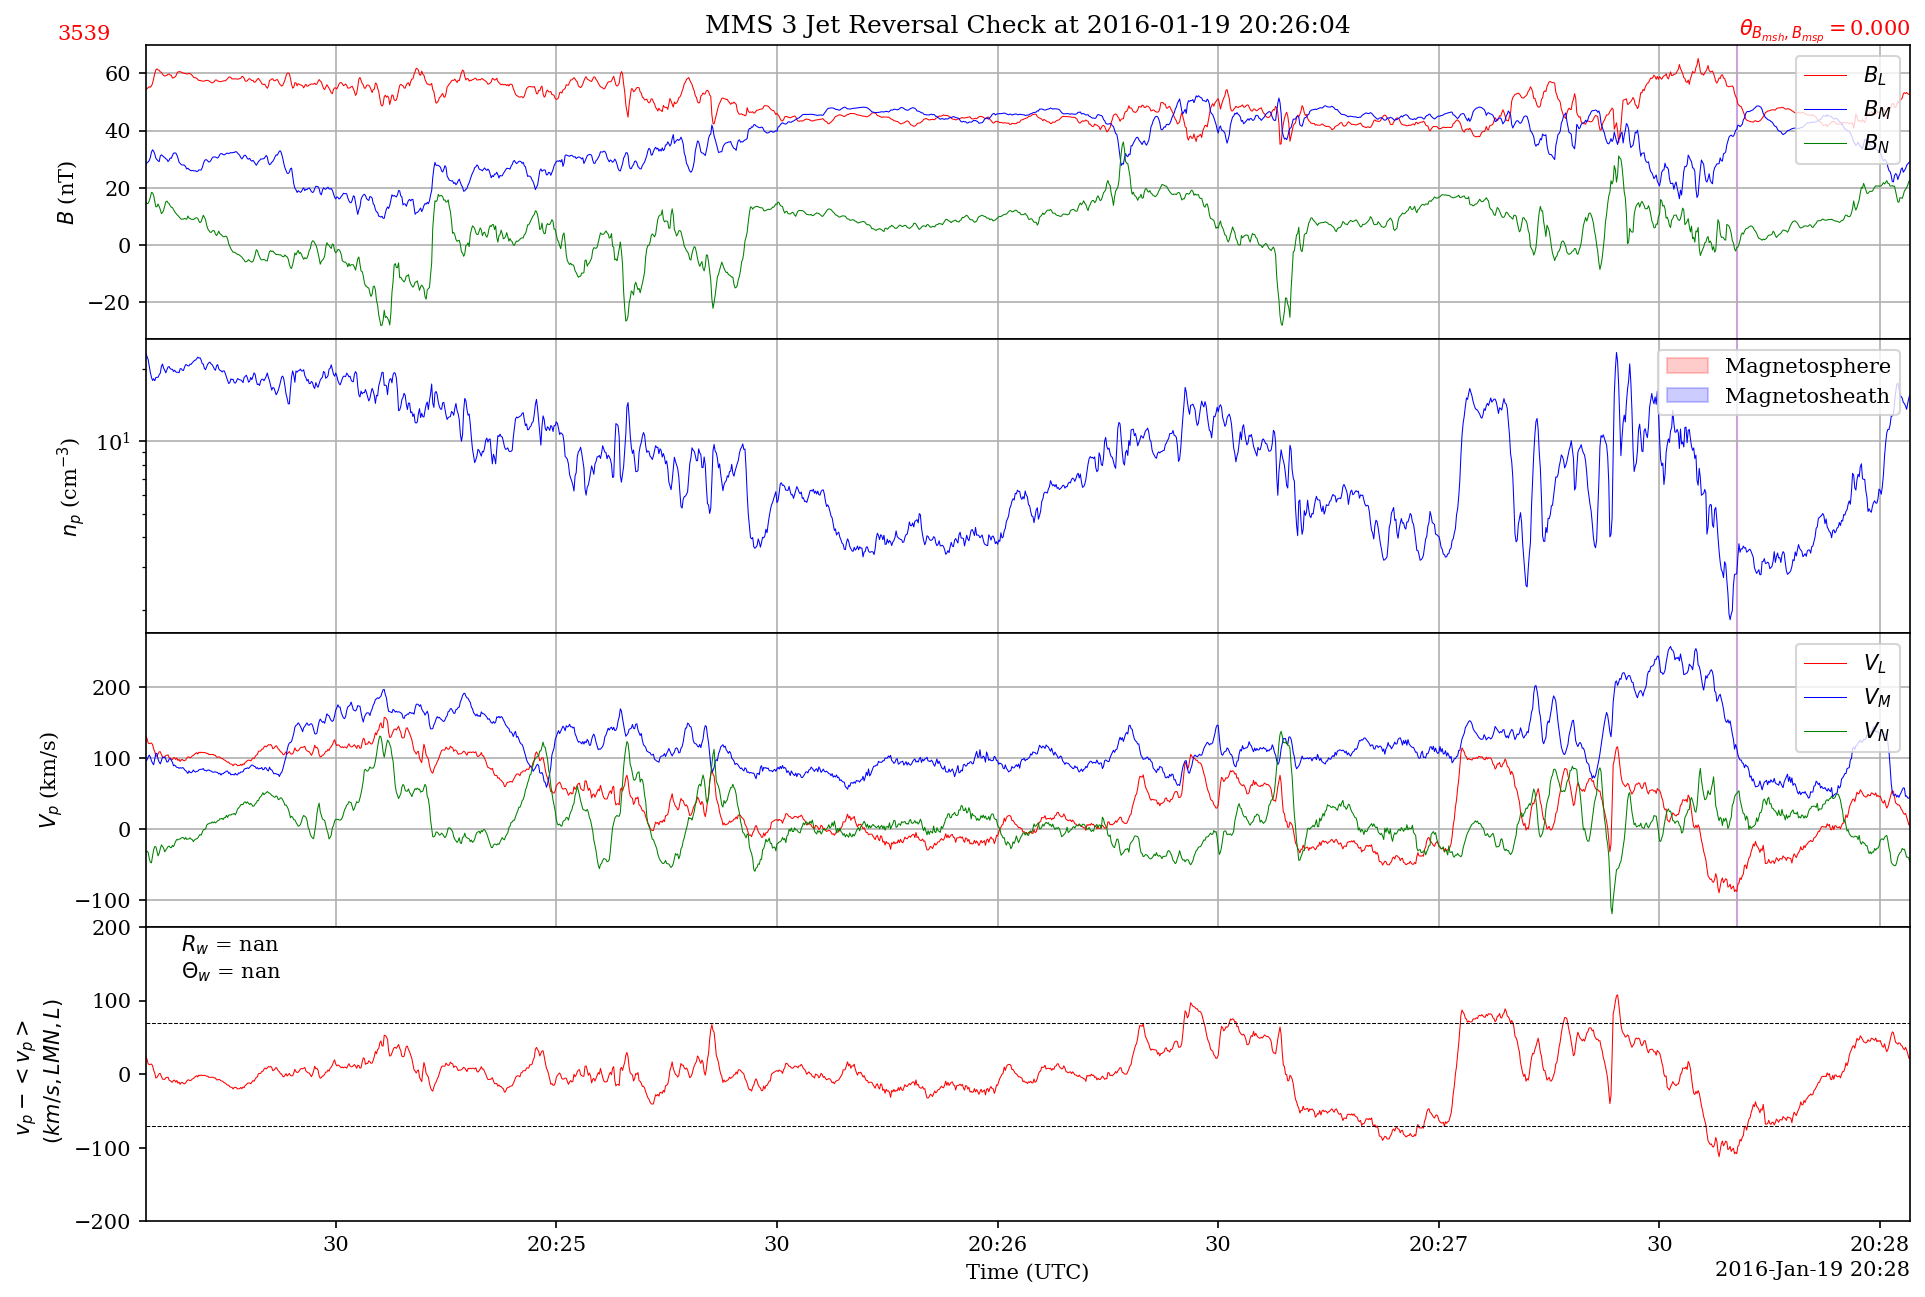 3539
MMS 3 Jet Reversal Check at 2016-01-19 20:26:04
θ_{B_{msh}, B_{msp}} = 0.000
60
40
20
0
−20
B (nT)
B_L
B_M
B_N
10^1
n_p (cm^{−3})
Magnetosphere
Magnetosheath
200
100
0
−100
V_p (km/s)
V_L
V_M
V_N
200
100
0
−100
−200
v_p − < v_p >
(km/s, LMN, L)
R_w = nan
Θ_w = nan
30
20:25
30
20:26
30
20:27
30
20:28
Time (UTC)
2016-Jan-19 20:28